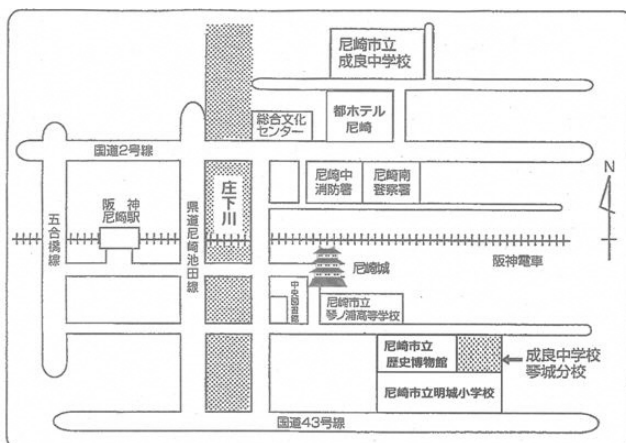 尼崎市立
成良中学校
総合文化
センター
都ホテル
尼崎
国道2号線
尼崎中
消防署
尼崎南
警察署
N
庄下川
阪神
尼崎駅
五合橋線
県道尼崎池田線
尼崎城
阪神電車
中央図書館
尼崎市立
琴ノ浦高等学校
尼崎市立
歴史博物館
成良中学校
琴城分校
尼崎市立明城小学校
国道43号線